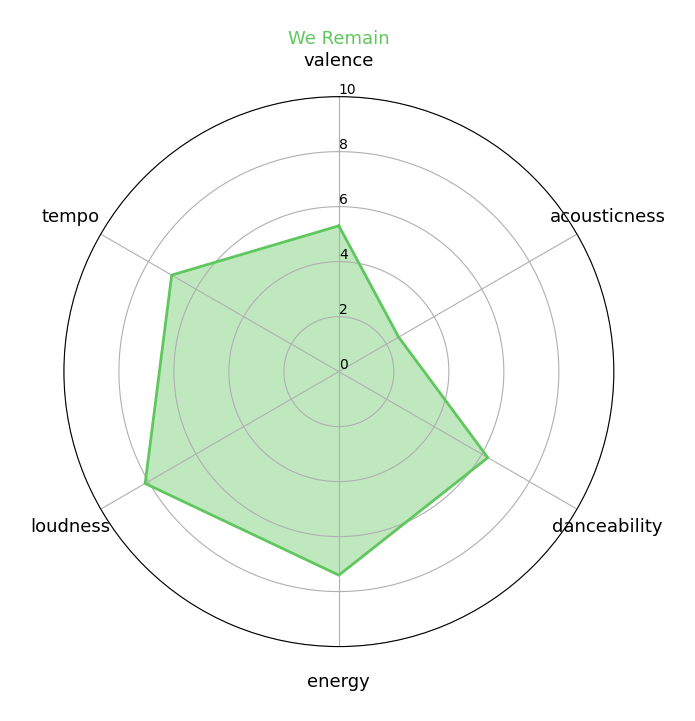 We Remain
valence
10
8
tempo
acousticness
6
4
2
0
loudness
danceability
energy